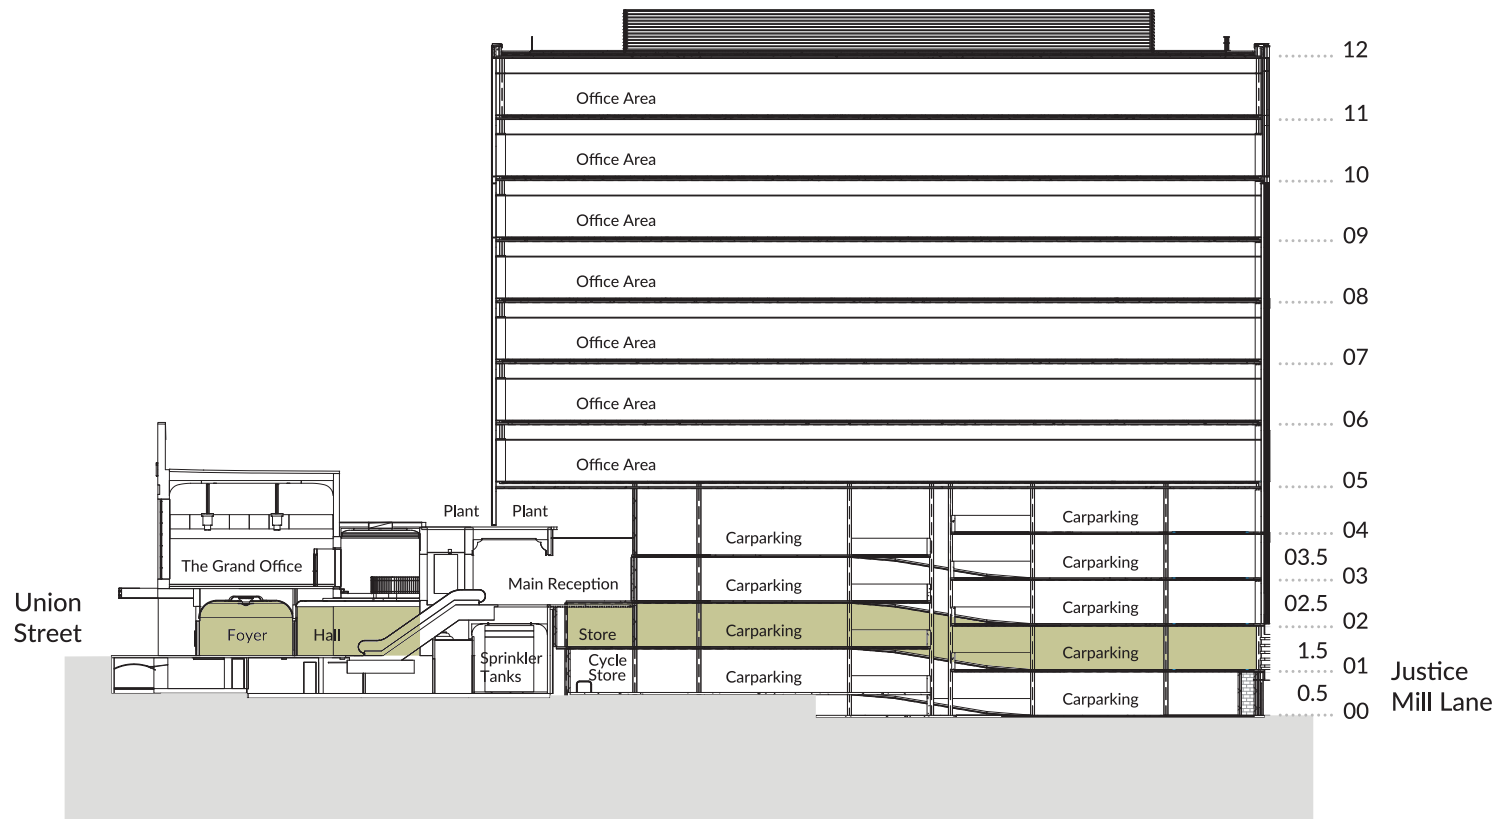 12
Office Area
11
Office Area
10
Office Area
09
Office Area
08
Office Area
07
Office Area
06
Office Area
05
Plant Plant
Carparking
04
Carparking
Carparking
03.5
The Grand Office
03
Main Reception
Carparking
02.5
Carparking
Union
Street
02
Foyer
Hall
Store
Carparking
Carparking
1.5
01
Sprinkler
Tanks
Cycle
Store
Carparking
Carparking
0.5
00
Justice
Mill Lane